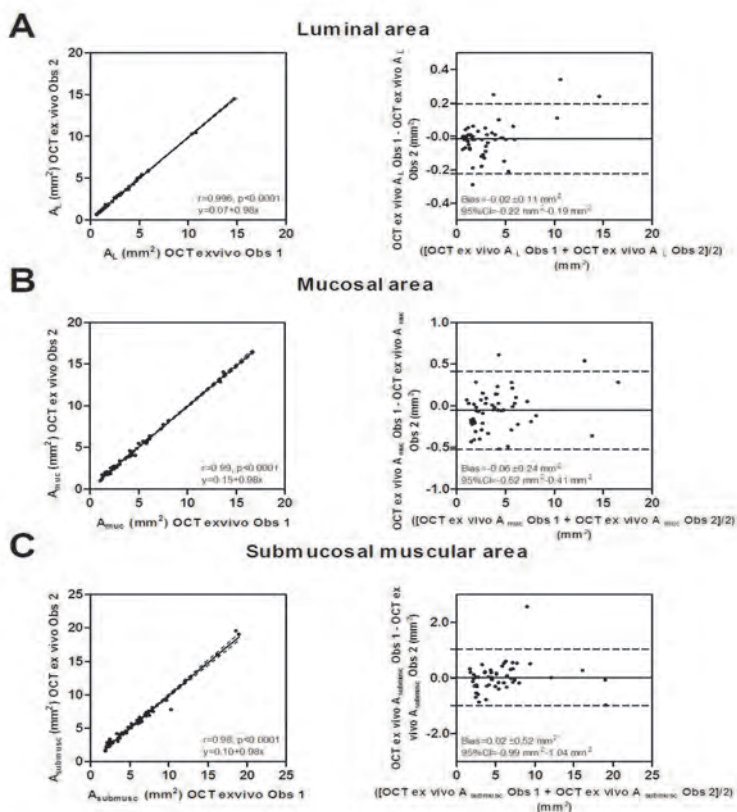 A
Luminal area
A_L (mm²) OCT ex vivo Obs 2
20
15
10
5
0
0 5 10 15 20
r=0,996, p<0.0001
y=0.07+0.98x
A_L (mm²) OCT ex vivo Obs 1
OCT ex vivo A_L Obs 1 - OCT ex vivo A_L
Obs 2 (mm²)
0.4
0.2
-0.0
-0.2
-0.4
0 5 10 15 20
Bias=-0.02 ±0.11 mm²
95%CI=-0.22 mm²-0.19 mm²
([OCT ex vivo A_L Obs 1 + OCT ex vivo A_L Obs 2]/2)
(mm²)
B
Mucosal area
A_muc (mm²) OCT ex vivo Obs 2
20
15
10
5
0
0 5 10 15 20
r=0.99, p<0.0001
y=0.15+0.98x
A_muc (mm²) OCT ex vivo Obs 1
OCT ex vivo A_muc Obs 1 - OCT ex vivo A_muc
Obs 2 (mm²)
1.0
0.5
0.0
-0.5
-1.0
0 5 10 15 20
Bias=-0.06 ±0.24 mm²
95%CI=-0.52 mm²-0.41 mm²
([OCT ex vivo A_muc Obs 1 + OCT ex vivo A_muc Obs 2]/2)
(mm²)
C
Submucosal muscular area
A_submusc (mm²) OCT ex vivo Obs 2
25
20
15
10
5
0
0 5 10 15 20 25
r=0.98, p<0.0001
y=0.10+0.98x
A_submusc (mm²) OCT ex vivo Obs 1
OCT ex vivo A_submusc Obs 1 - OCT ex
vivo A_submusc Obs 2 (mm²)
2.0
0.0
-2.0
0 5 10 15 20 25
Bias=0.02 ±0.52 mm²
95%CI=-0.99 mm²-1.04 mm²
([OCT ex vivo A_submusc Obs 1 + OCT ex vivo A_submusc Obs 2]/2)
(mm²)